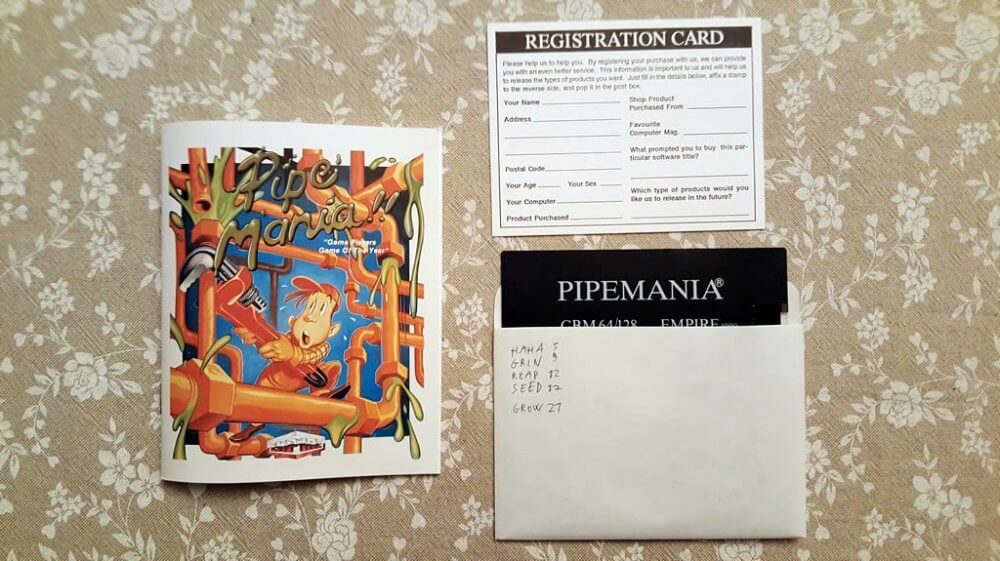 Pipe
Mania!!
"Game Players
Game Of The Year"
REGISTRATION CARD
Please help us to help you. By registering your purchase with us, we can provide
you with an even better service. This information is important to us and will help us
to release the types of products you want. Just fill in the details below, affix a stamp
to the reverse side, and pop it in the post box.
Your Name
Address
Postal Code
Your Age Your Sex
Your Computer
Product Purchased
Shop Product
Purchased From
Favourite
Computer Mag.
What prompted you to buy this par-
ticular software title?
Which type of products would you
like us to release in the future?
PIPEMANIA®
CBM 64/128 EMPIRE
HAHA 5
GRIN 9
REAP 12
SEED 17
GROW 21